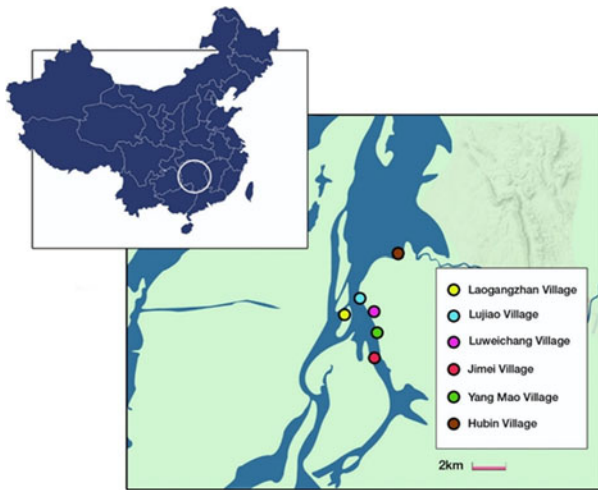 Laogangzhan Village
Lujiao Village
Luweichang Village
Jimei Village
Yang Mao Village
Hubin Village
2km